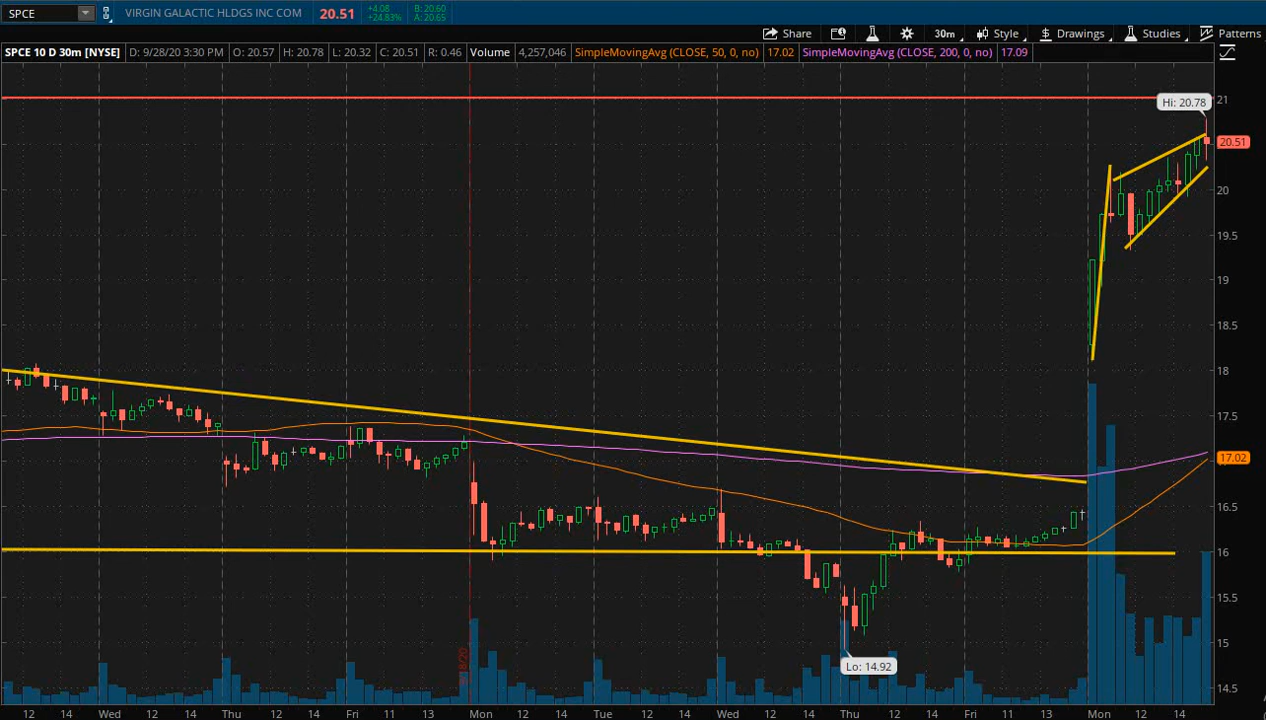 SPCE VIRGIN GALACTIC HLDGS INC COM 20.51 +4.08 +24.83% B: 20.60 A: 20.65
Share 30m Style Drawings Studies Patterns
SPCE 10 D 30m [NYSE] D: 9/28/20 3:30 PM O: 20.57 H: 20.78 L: 20.32 C: 20.51 R: 0.46 Volume 4,257,046 SimpleMovingAvg (CLOSE, 50, 0, no) 17.02 SimpleMovingAvg (CLOSE, 200, 0, no) 17.09
Hi: 20.78
21
20.51
20
19.5
19
18.5
18
17.5
17.02
16.5
16
15.5
15
Lo: 14.92
14.5
12 14 Wed 12 14 Thu 12 14 Fri 11 13 Mon 12 14 Tue 12 14 Wed 12 14 Thu 12 14 Fri 11 13 Mon 12 14